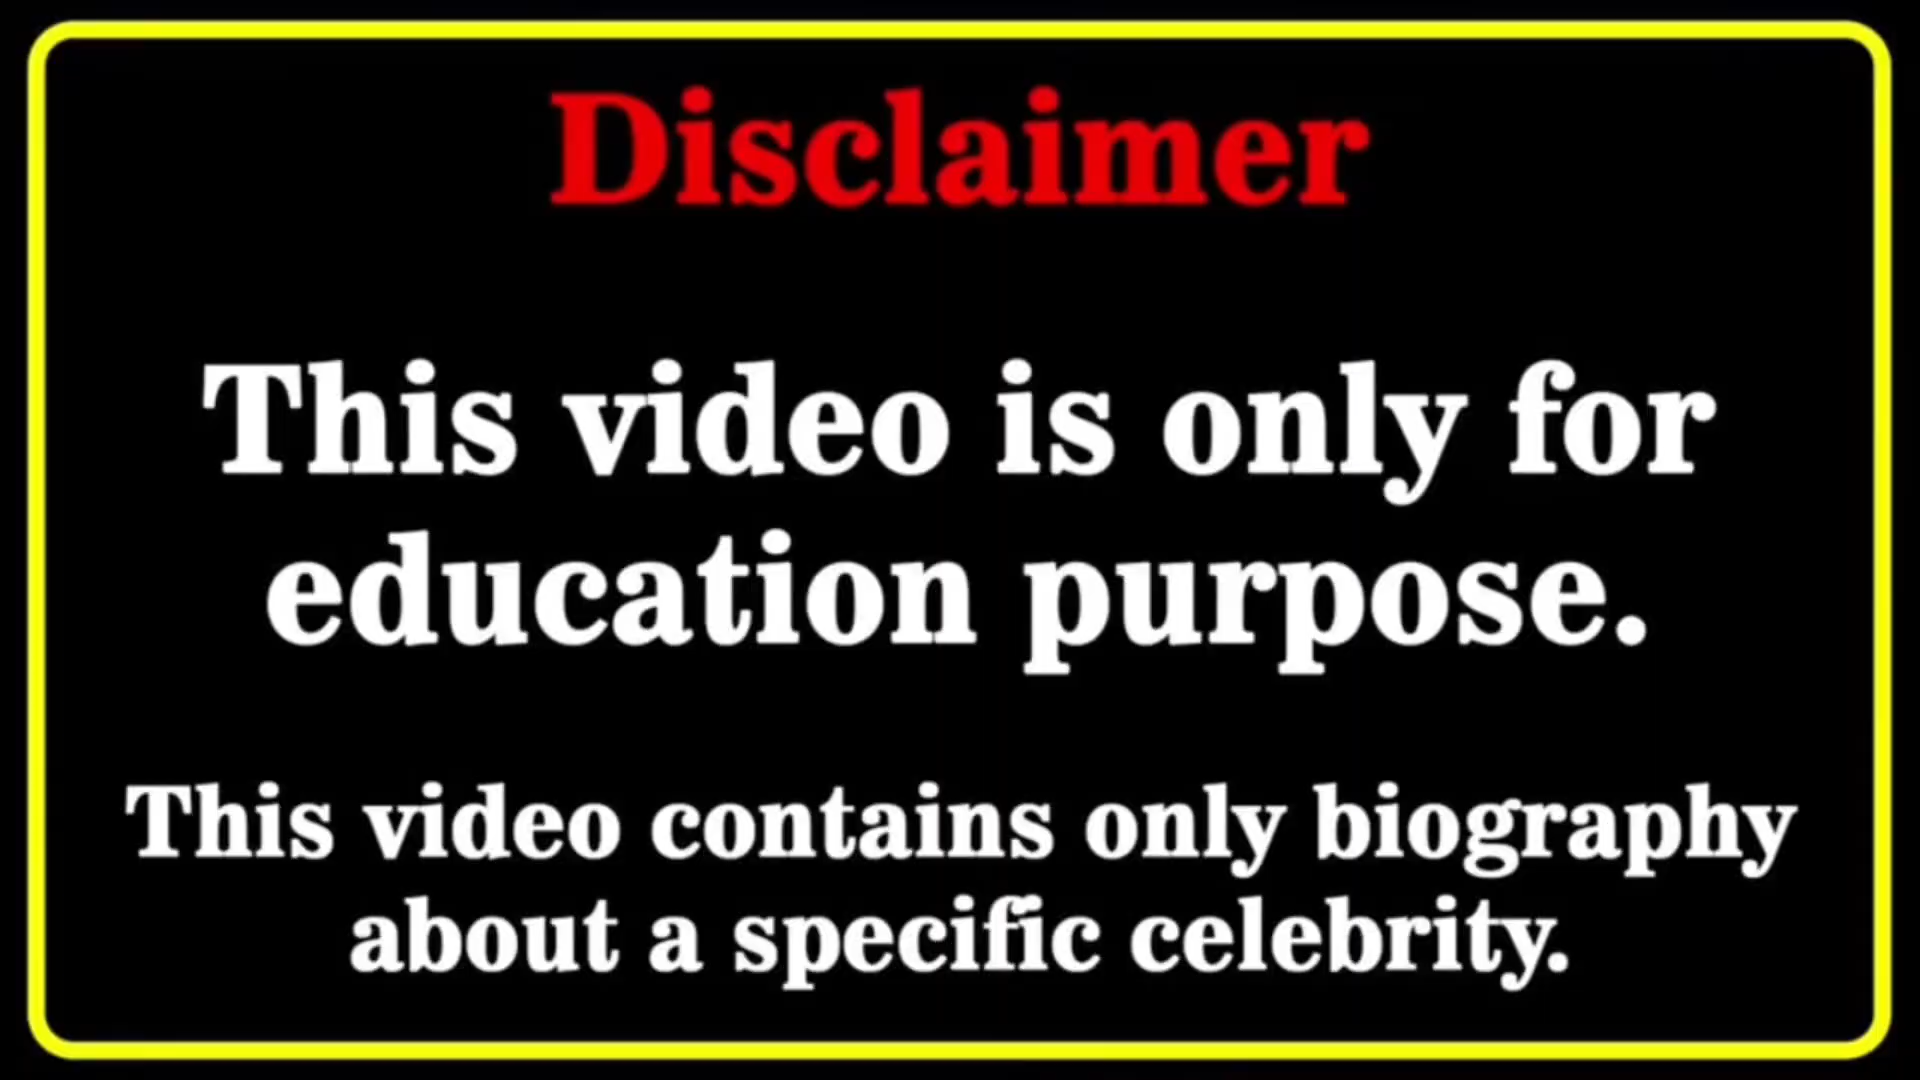 Disclaimer
This video is only for
education purpose.
This video contains only biography
about a specific celebrity.